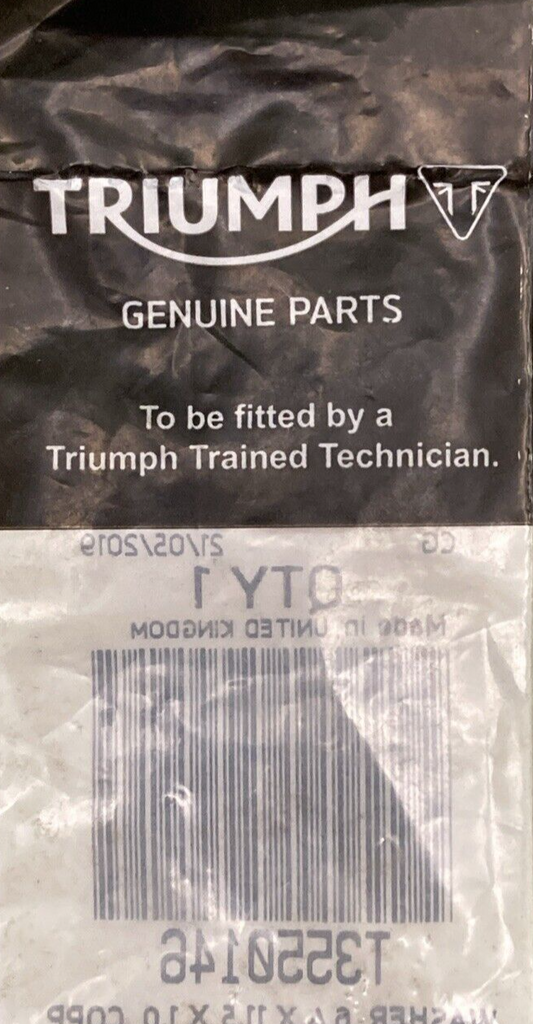 TRIUMPH
GENUINE PARTS
To be fitted by a
Triumph Trained Technician.
CG 21/05/2019
QTY 1
Made in UNITED KINGDOM
T3550146
WASHER, 6.4 X 11.5 X 1.0, COPP